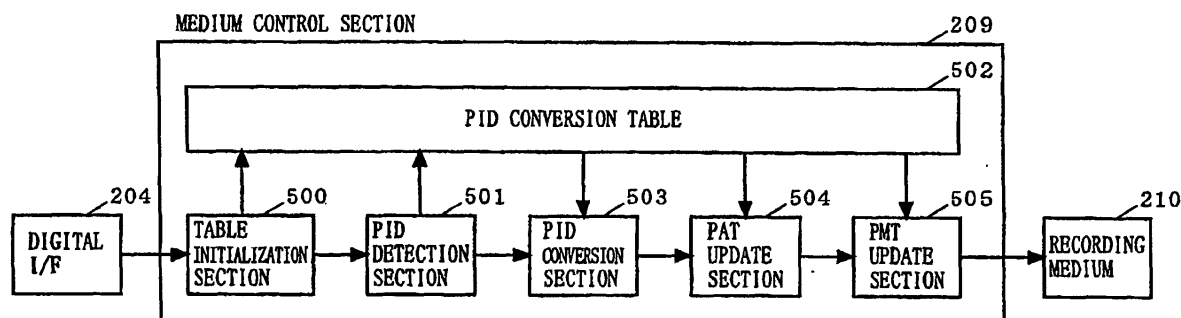 MEDIUM CONTROL SECTION
209
502
PID CONVERSION TABLE
204
500
501
503
504
505
210
DIGITAL
I/F
TABLE
INITIALIZATION
SECTION
PID
DETECTION
SECTION
PID
CONVERSION
SECTION
PAT
UPDATE
SECTION
PMT
UPDATE
SECTION
RECORDING
MEDIUM